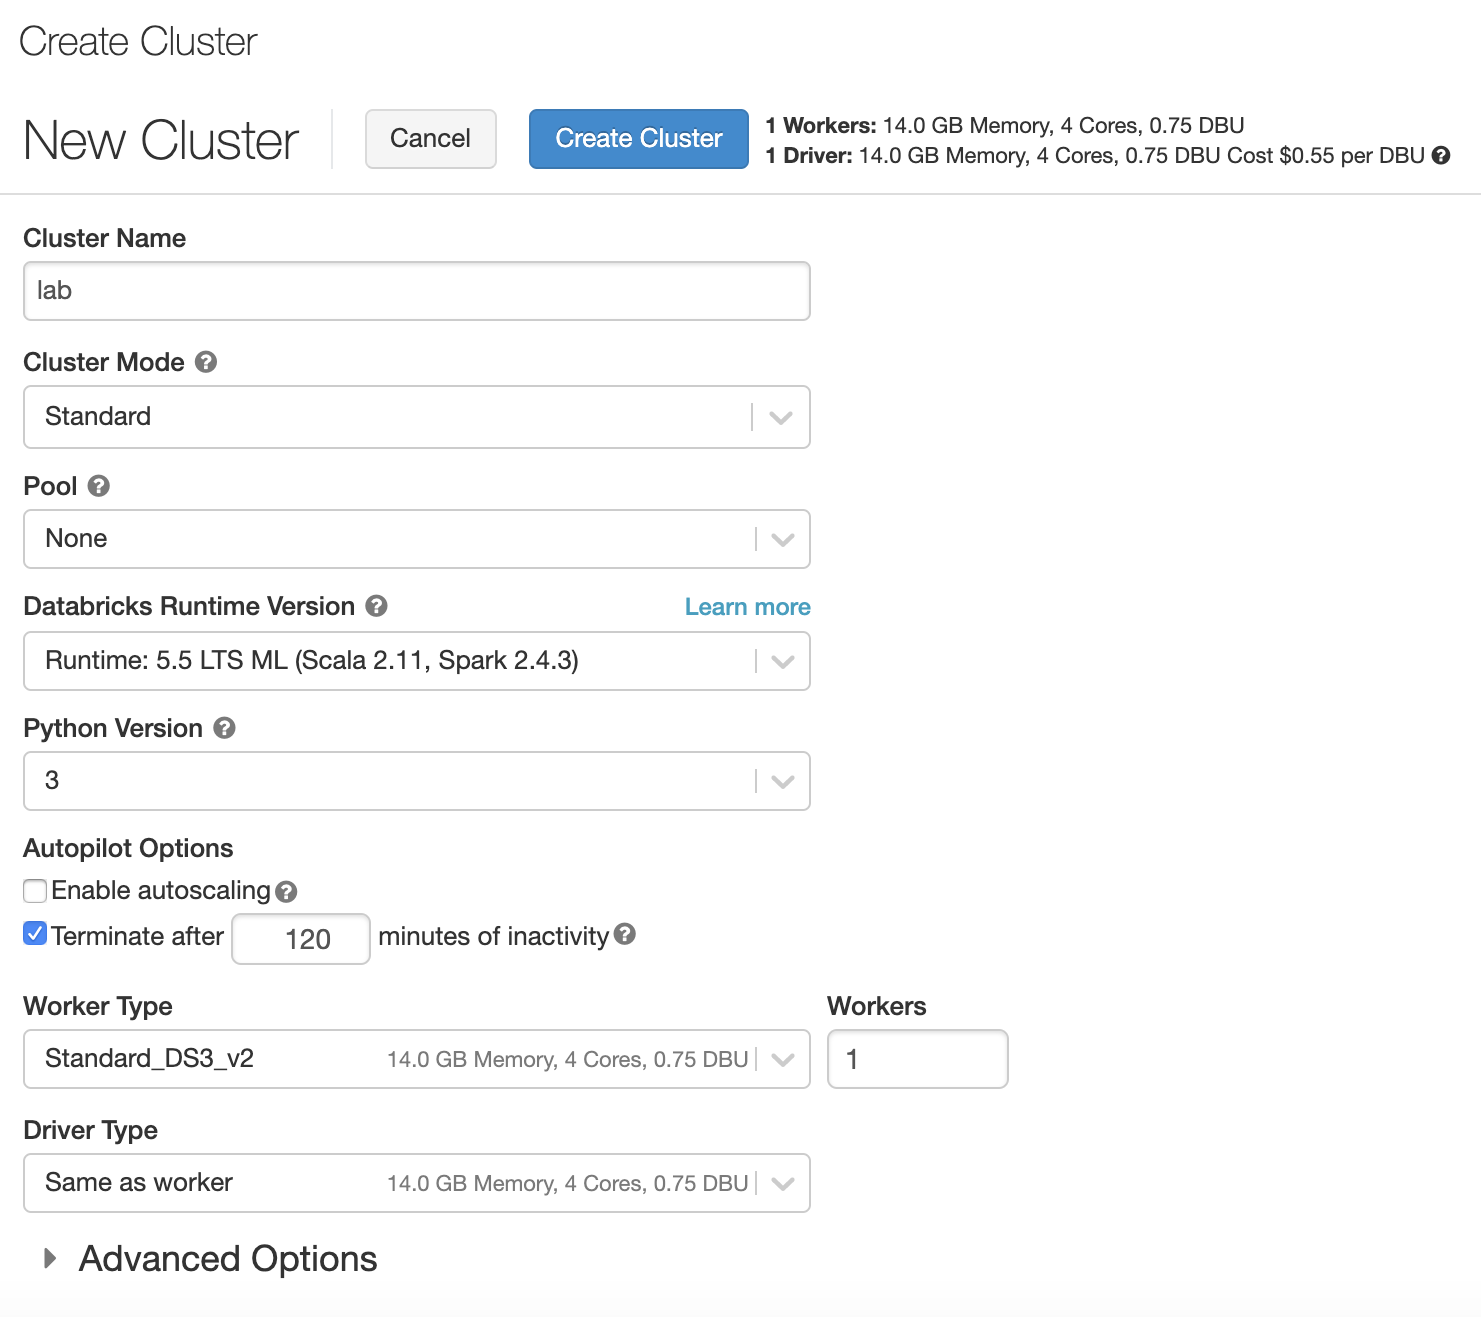 Create Cluster
New Cluster
Cancel
Create Cluster
1 Workers: 14.0 GB Memory, 4 Cores, 0.75 DBU
1 Driver: 14.0 GB Memory, 4 Cores, 0.75 DBU Cost $0.55 per DBU ?
Cluster Name
lab
Cluster Mode ?
Standard
Pool ?
None
Databricks Runtime Version ? Learn more
Runtime: 5.5 LTS ML (Scala 2.11, Spark 2.4.3)
Python Version ?
3
Autopilot Options
Enable autoscaling ?
Terminate after 120 minutes of inactivity ?
Worker Type Workers
Standard_DS3_v2 14.0 GB Memory, 4 Cores, 0.75 DBU 1
Driver Type
Same as worker 14.0 GB Memory, 4 Cores, 0.75 DBU
Advanced Options